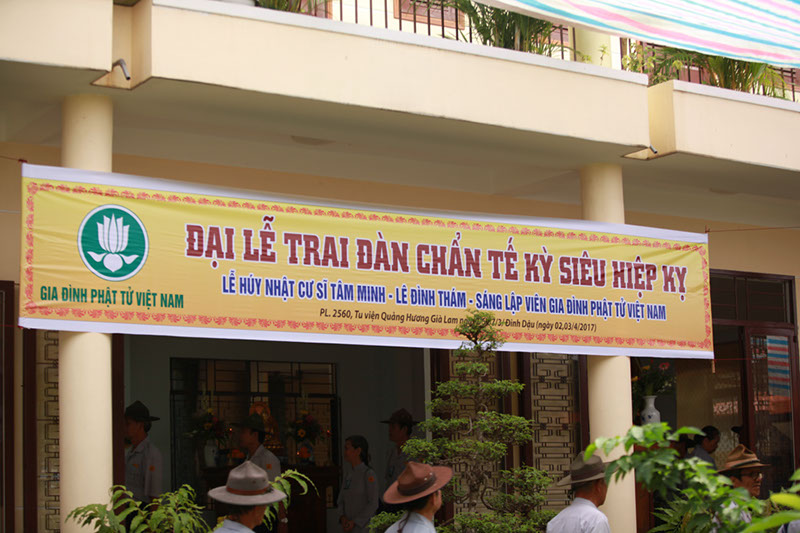 ĐẠI LỄ TRAI ĐÀN CHẨN TẾ KỲ SIÊU HIỆP KỴ
LỄ HÚY NHẬT CƯ SĨ TÂM MINH - LÊ ĐÌNH THÁM - SÁNG LẬP VIÊN GIA ĐÌNH PHẬT TỬ VIỆT NAM
GIA ĐÌNH PHẬT TỬ VIỆT NAM
PL. 2560, Tu viện Quảng Hương Già Lam /3/-Đinh Dậu (ngày 02,03/4/2017)